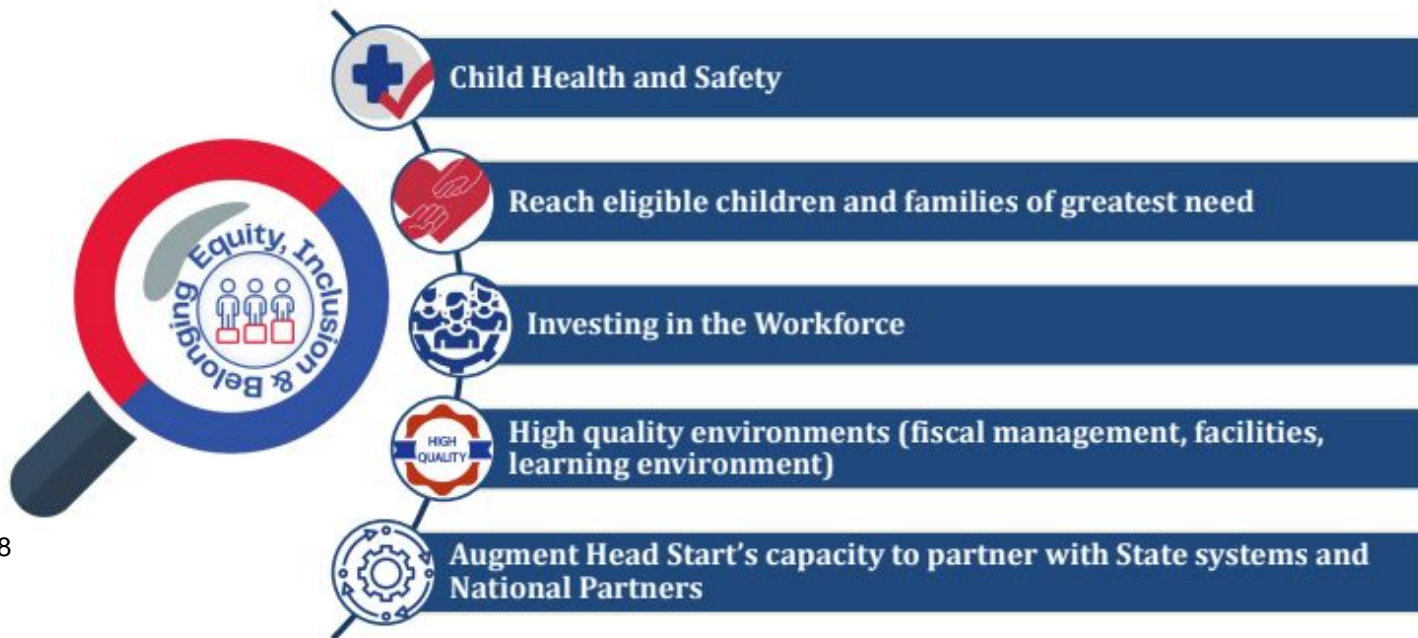 Child Health and Safety
Reach eligible children and families of greatest need
Equity, Inclusion & Belonging
Investing in the Workforce
HIGH
QUALITY
High quality environments (fiscal management, facilities,
learning environment)
8
Augment Head Start’s capacity to partner with State systems and
National Partners